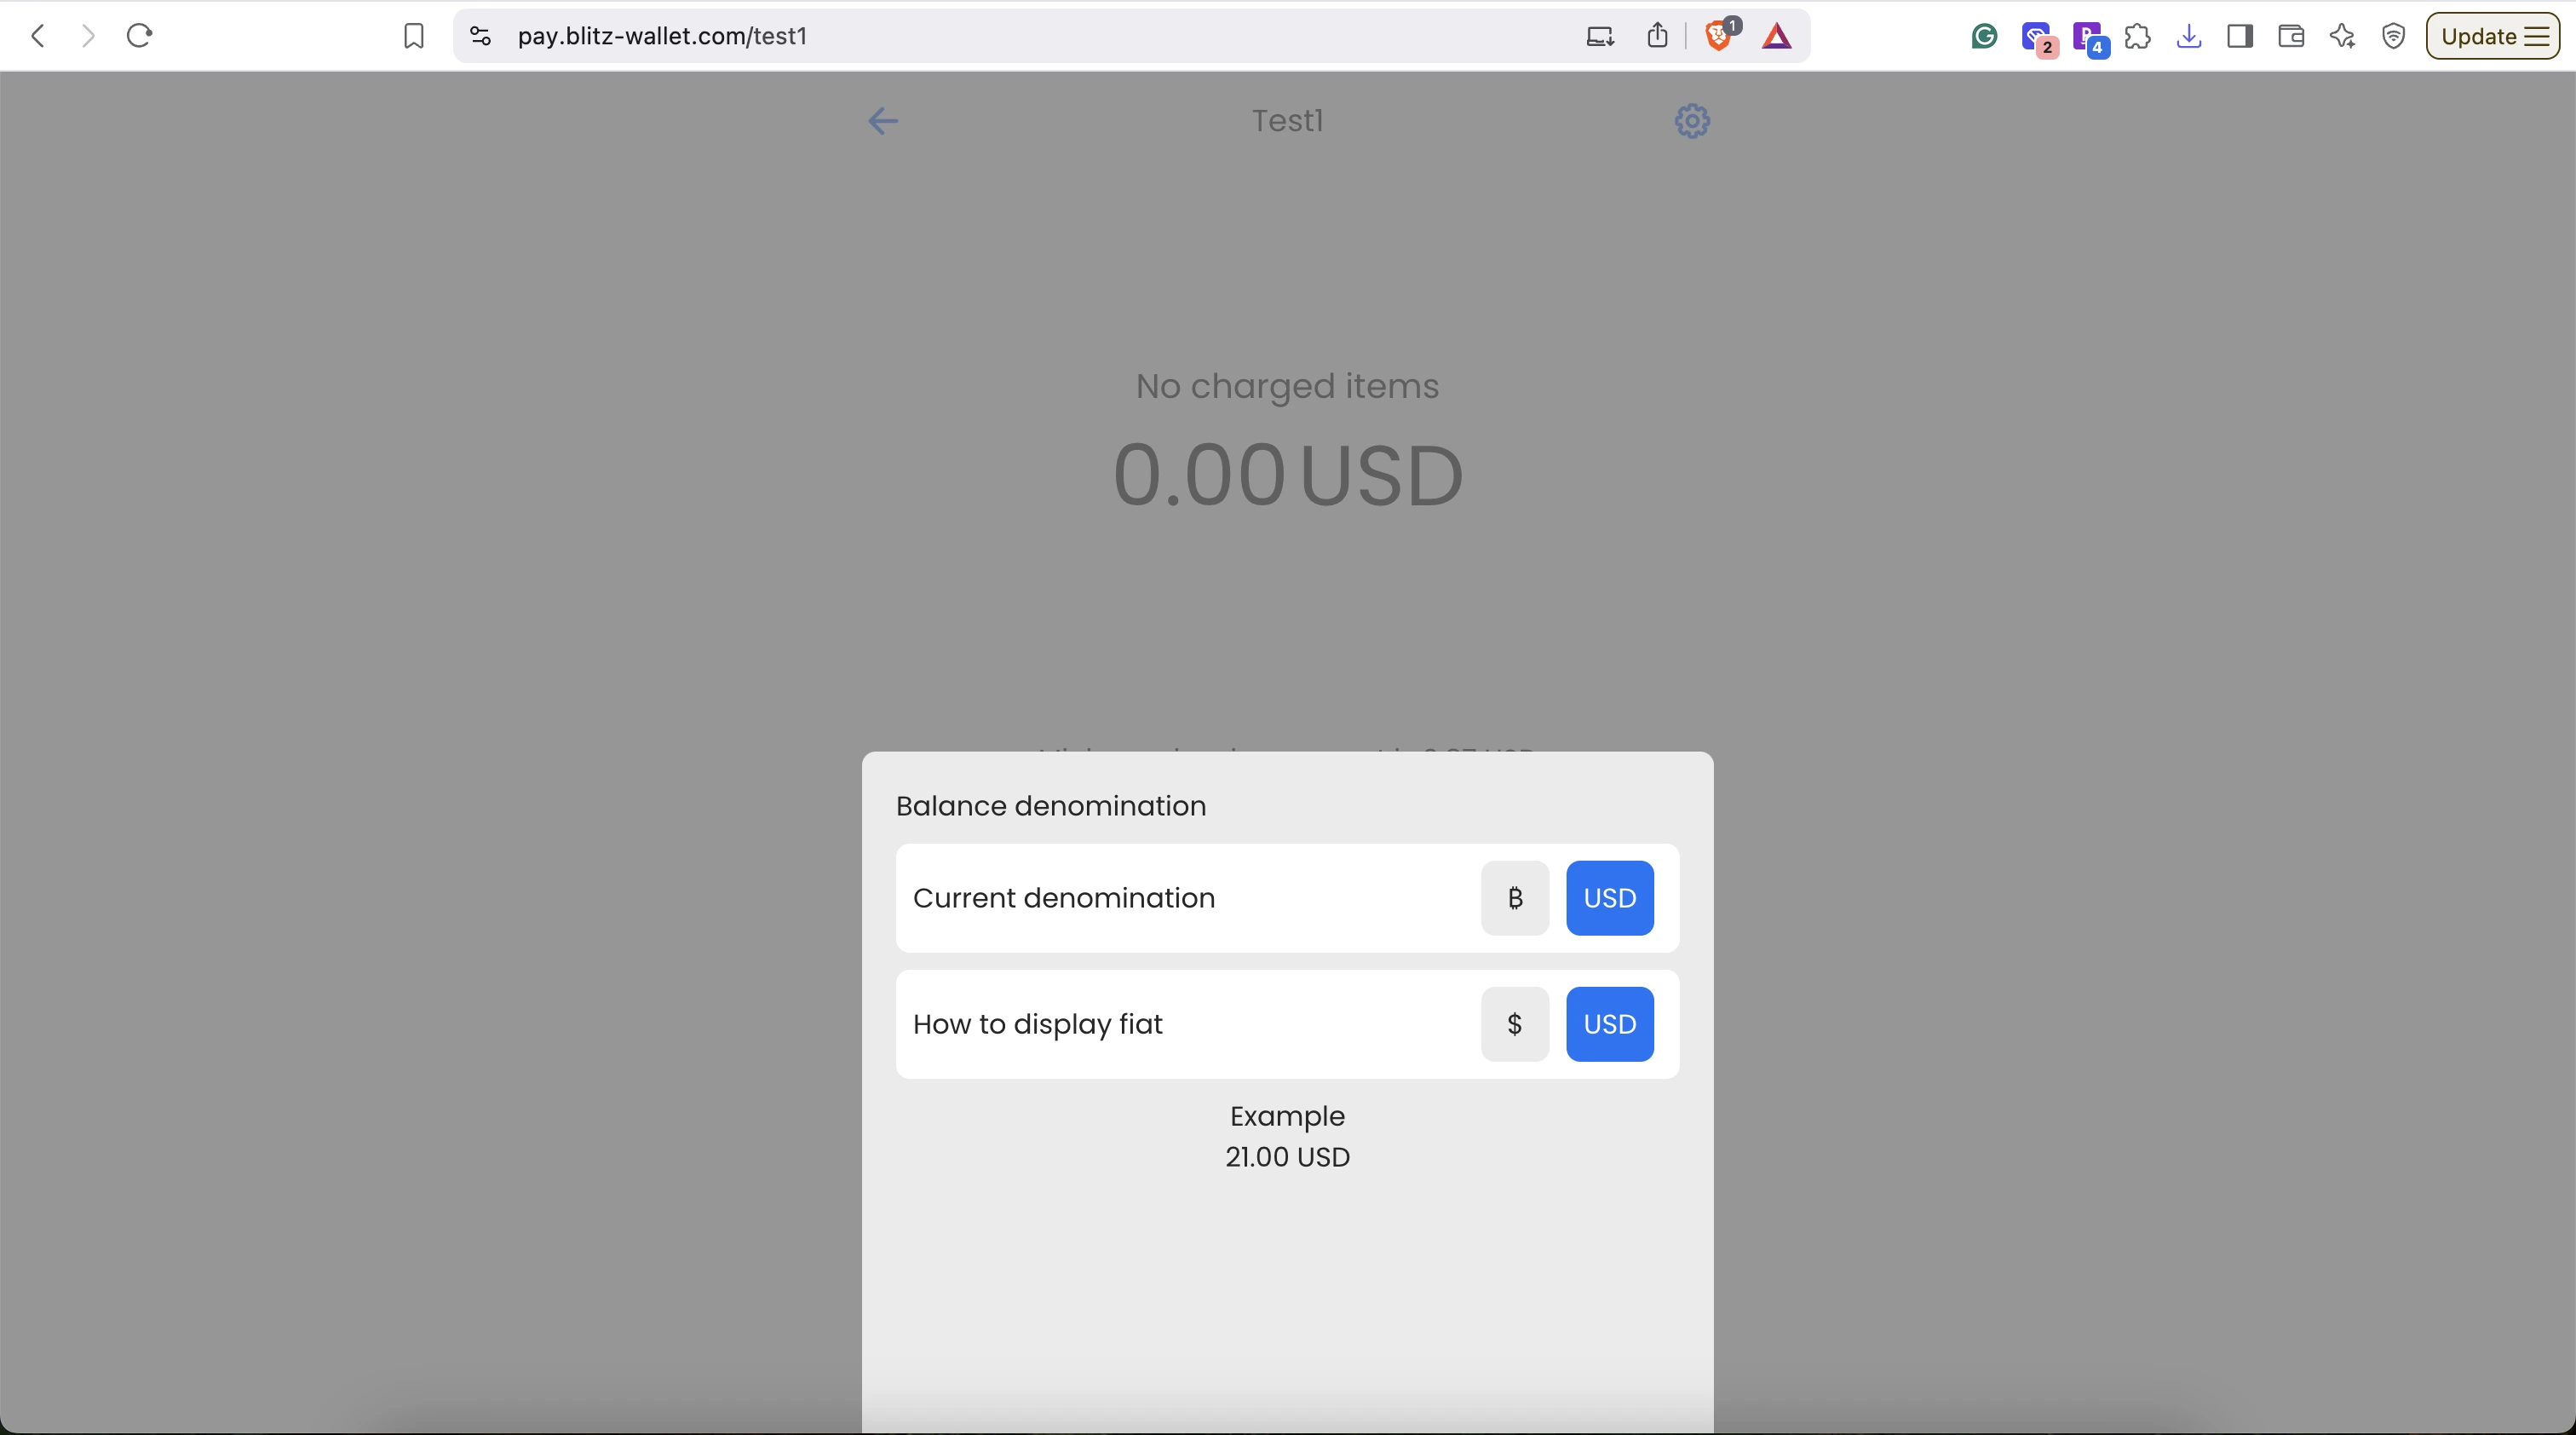 pay.blitz-wallet.com/test1
1
2
4
Update
Test1
No charged items
0.00 USD
USD
Balance denomination
Current denomination
₿
USD
How to display fiat
$
USD
Example
21.00 USD